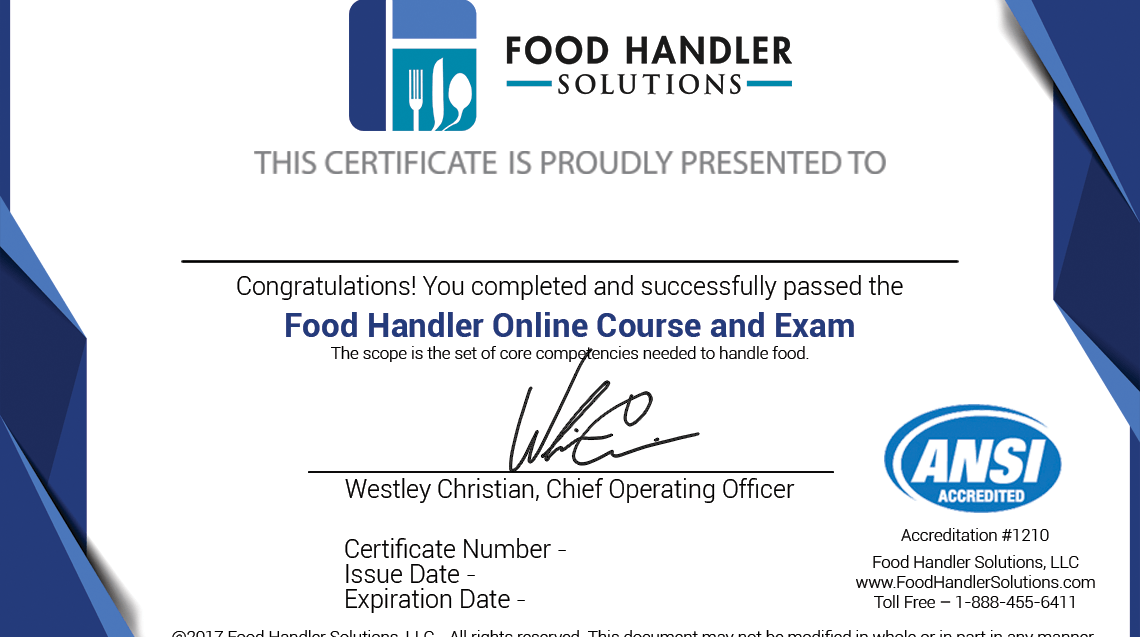 FOOD HANDLER
SOLUTIONS
THIS CERTIFICATE IS PROUDLY PRESENTED TO
Congratulations! You completed and successfully passed the
Food Handler Online Course and Exam
The scope is the set of core competencies needed to handle food.
Westley Christian, Chief Operating Officer
Certificate Number -
Issue Date -
Expiration Date -
ANSI
ACCREDITED
Accreditation #1210
Food Handler Solutions, LLC
www.FoodHandlerSolutions.com
Toll Free – 1-888-455-6411
©2017 Food Handler Solutions, LLC - All rights reserved. This document may not be modified in whole or in part in any manner